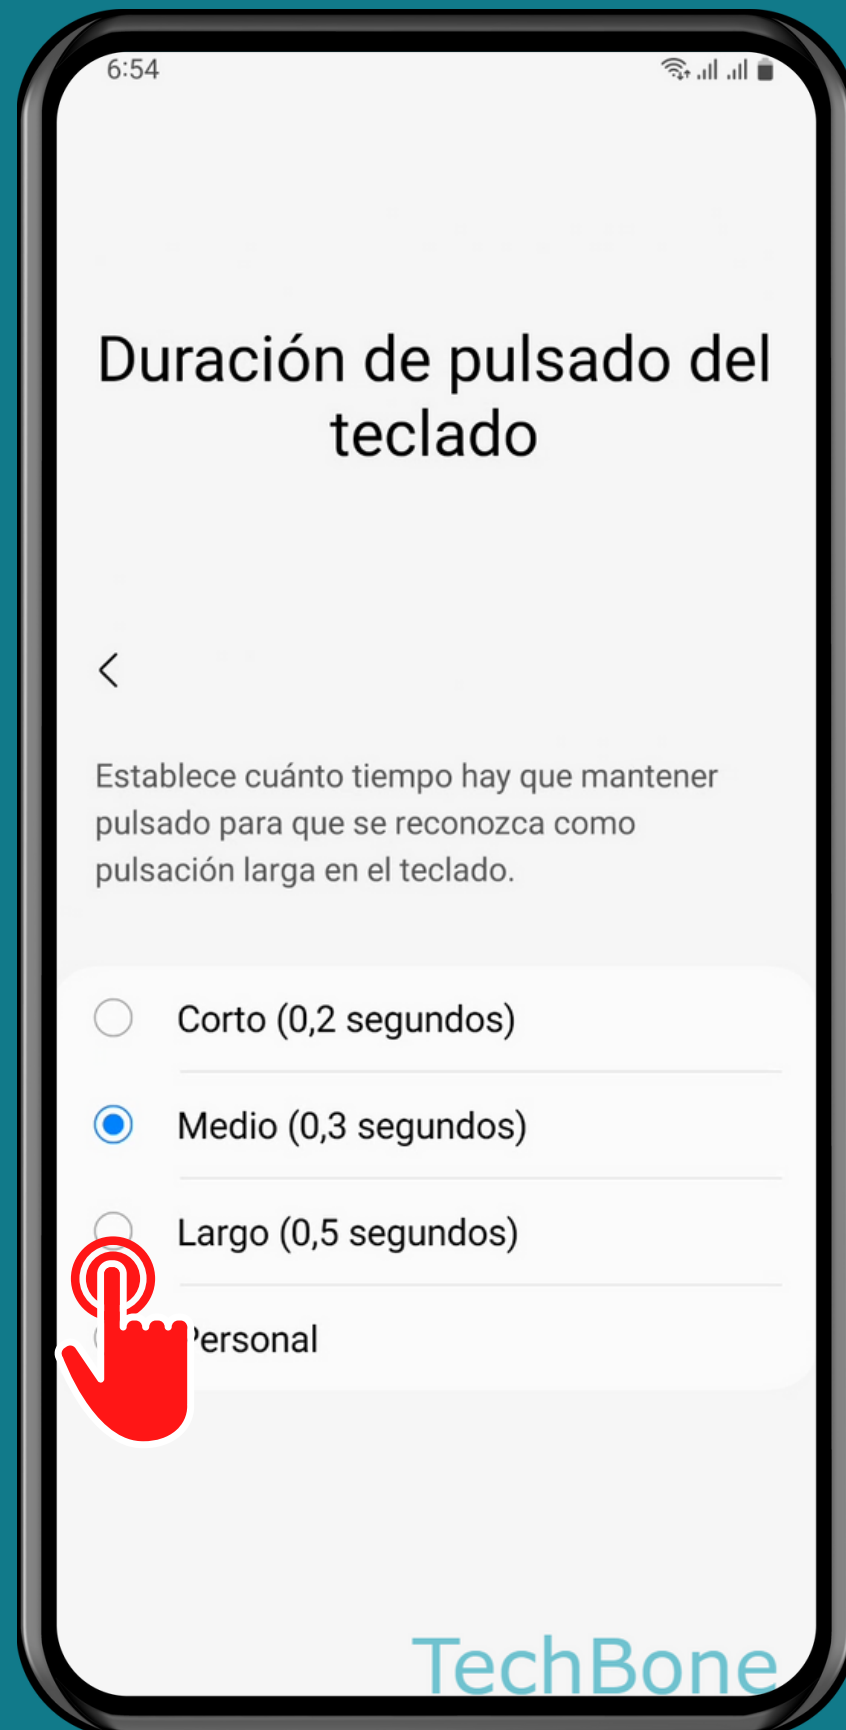 6:54
Duración de pulsado del
teclado
Establece cuánto tiempo hay que mantener
pulsado para que se reconozca como
pulsación larga en el teclado.
Corto (0,2 segundos)
Medio (0,3 segundos)
Largo (0,5 segundos)
Personal
TechBone